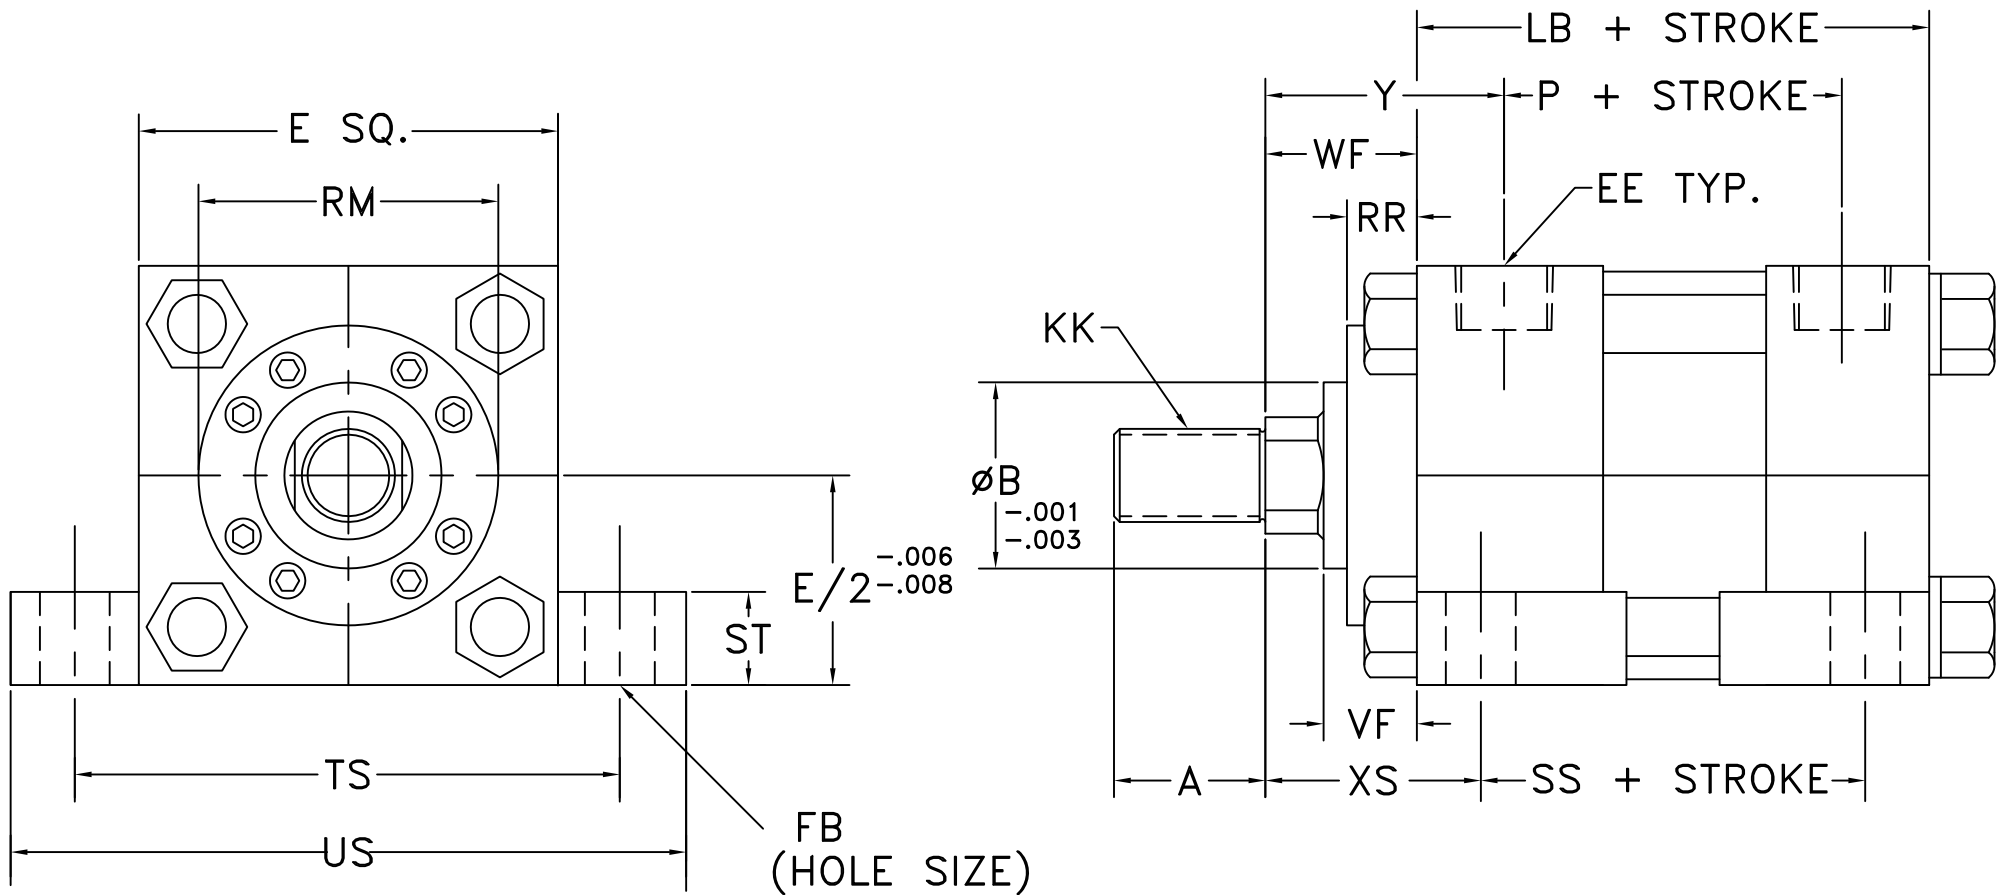 LB + STROKE
Y
P + STROKE
E SQ.
WF
EE TYP.
RM
RR
KK
øB
-.001
-.003
E/2
-.006
-.008
ST
VF
TS
A
XS
SS + STROKE
FB
(HOLE SIZE)
US